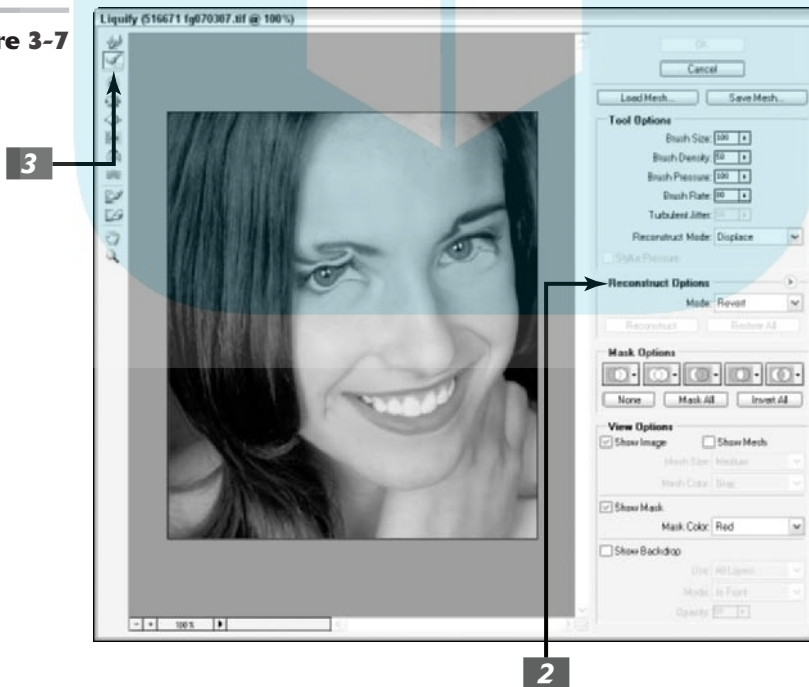 re 3-7
Liquify (516671 fg070307.tif @ 100%)
OK
Cancel
Load Mesh... Save Mesh...
Tool Options
Brush Size: 100
Brush Density: 50
Brush Pressure: 100
Brush Rate: 80
Turbulent Jitter:
Reconstruct Mode: Displace
Stylus Pressure
3
Reconstruct Options
Mode: Revert
Reconstruct Restore All
Mask Options
None Mask All Invert All
View Options
Show Image Show Mesh
Mesh Size: Medium
Mesh Color: Gray
Show Mask
Mask Color: Red
Show Backdrop
Use: All Layers
Mode: In Front
Opacity:
100%
2